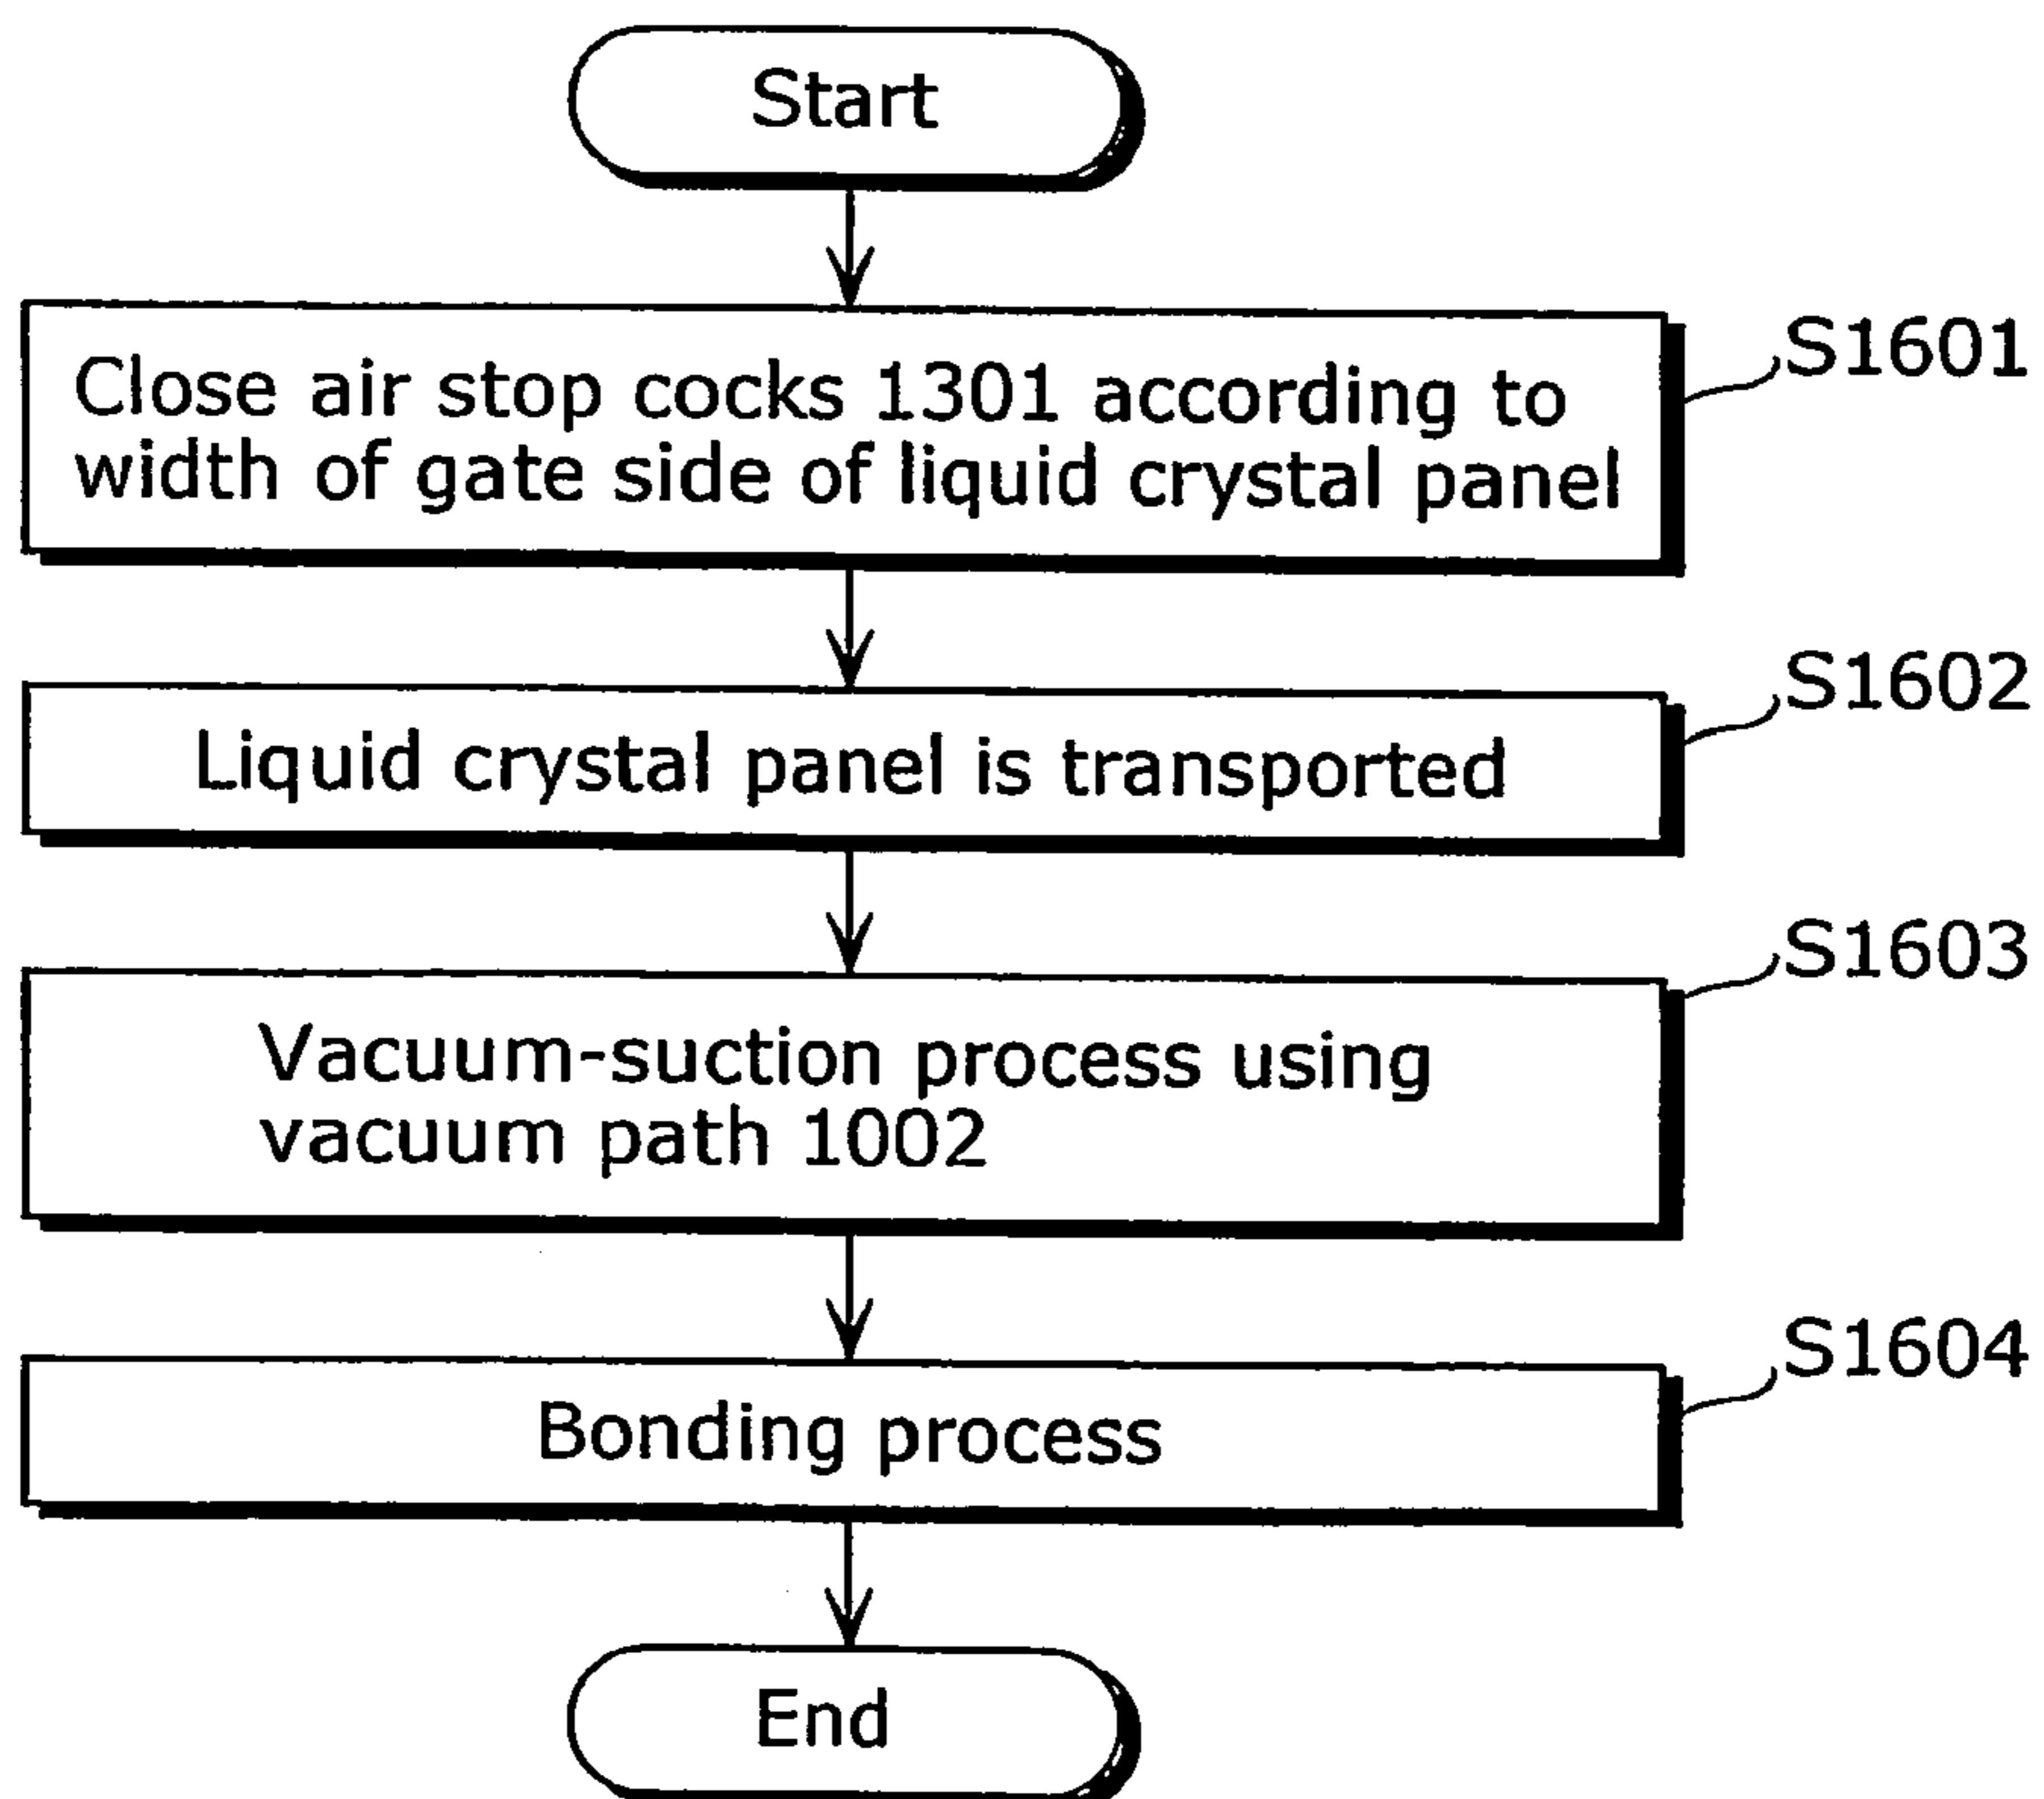 Start
Close air stop cocks 1301 according to
width of gate side of liquid crystal panel
S1601
Liquid crystal panel is transported
S1602
Vacuum-suction process using
vacuum path 1002
S1603
Bonding process
S1604
End